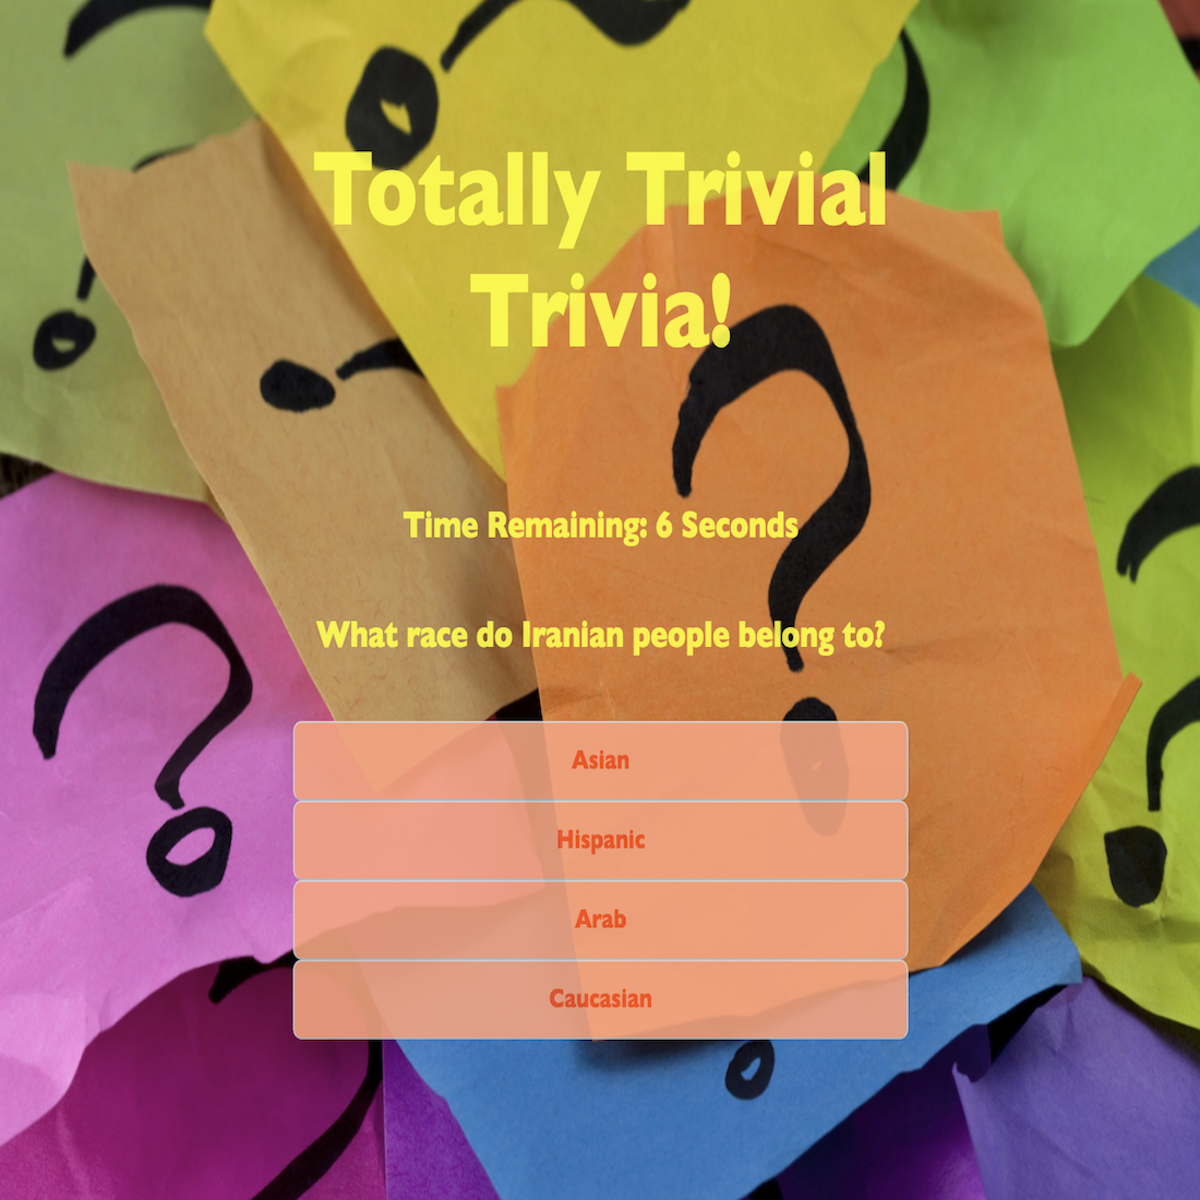 Totally Trivial
Trivia!
Time Remaining: 6 Seconds
What race do Iranian people belong to?
Asian
Hispanic
Arab
Caucasian